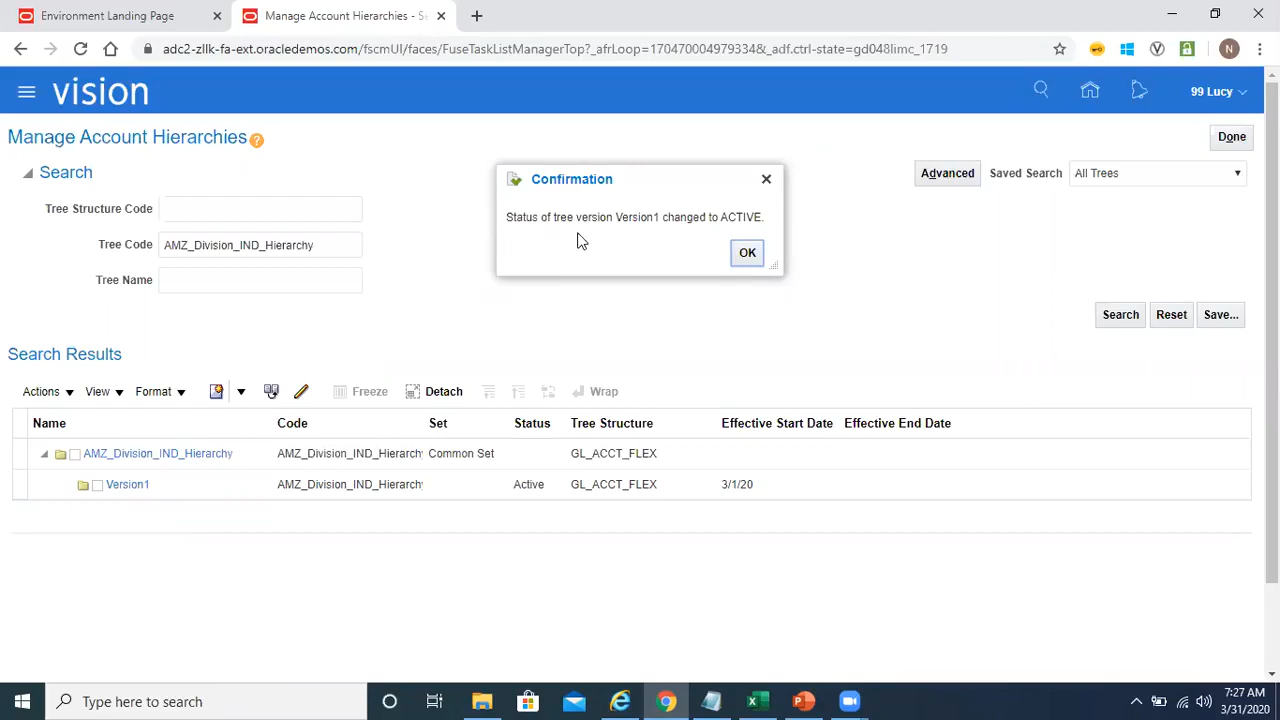 Environment Landing Page
Manage Account Hierarchies - Se
adc2-zllk-fa-ext.oracledemos.com/fscmUI/faces/FuseTaskListManagerTop?_afrLoop=170470004979334&_adf.ctrl-state=gd048limc_1719
N
vision
99 Lucy
Manage Account Hierarchies
Done
Search
Advanced Saved Search All Trees
Tree Structure Code
Tree Code AMZ_Division_IND_Hierarchy
Tree Name
Confirmation
Status of tree version Version1 changed to ACTIVE.
OK
Search Reset Save...
Search Results
Actions View Format Freeze Detach Wrap
Name Code Set Status Tree Structure Effective Start Date Effective End Date
AMZ_Division_IND_Hierarchy AMZ_Division_IND_Hierarchy Common Set GL_ACCT_FLEX
Version1 AMZ_Division_IND_Hierarchy Active GL_ACCT_FLEX 3/1/20
Type here to search
7:27 AM
3/31/2020